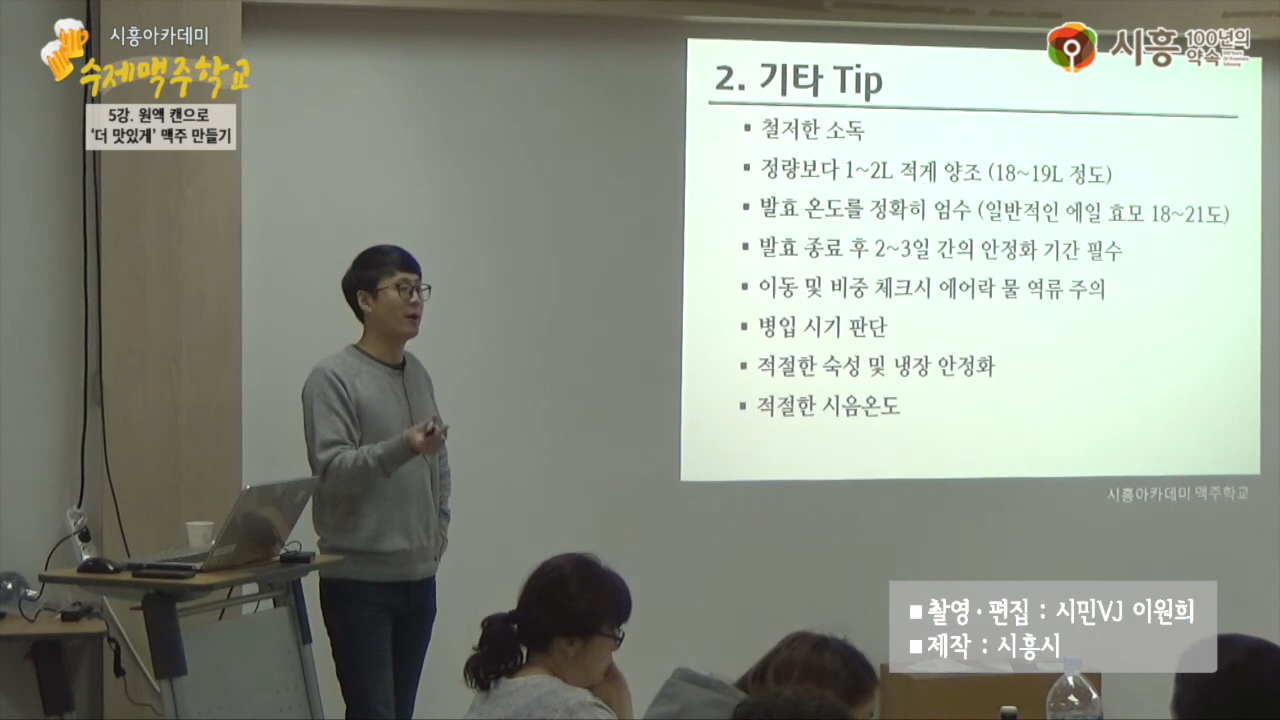 시흥아카데미
수제맥주학교
5강. 원액 캔으로
'더 맛있게' 맥주 만들기
시흥 100년의
약속
2. 기타 Tip
▪ 철저한 소독
▪ 정량보다 1~2L 적게 양조 (18~19L 정도)
▪ 발효 온도를 정확히 엄수 (일반적인 에일 효모 18~21도)
▪ 발효 종료 후 2~3일 간의 안정화 기간 필수
▪ 이동 및 비중 체크시 에어락 물 역류 주의
▪ 병입 시기 판단
▪ 적절한 숙성 및 냉장 안정화
▪ 적절한 시음온도
시흥아카데미 맥주학교
■ 촬영·편집 : 시민VJ 이원희
■ 제작 : 시흥시